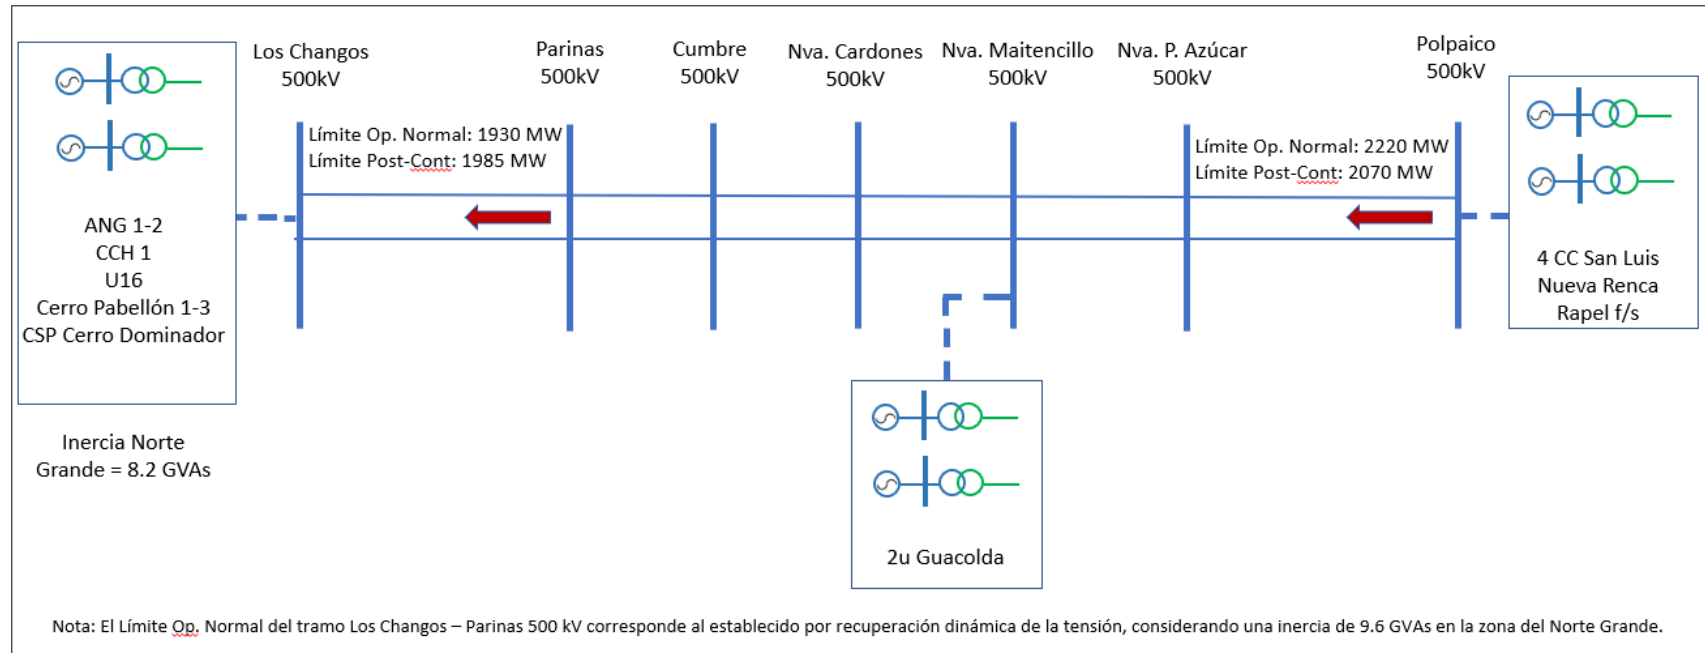 Los Changos
500kV
Parinas
500kV
Cumbre
500kV
Nva. Cardones
500kV
Nva. Maitencillo
500kV
Nva. P. Azúcar
500kV
Polpaico
500kV
Límite Op. Normal: 1930 MW
Límite Post-Cont: 1985 MW
Límite Op. Normal: 2220 MW
Límite Post-Cont: 2070 MW
ANG 1-2
CCH 1
U16
Cerro Pabellón 1-3
CSP Cerro Dominador
4 CC San Luis
Nueva Renca
Rapel f/s
Inercia Norte
Grande = 8.2 GVAs
2u Guacolda
Nota: El Límite Op. Normal del tramo Los Changos – Parinas 500 kV corresponde al establecido por recuperación dinámica de la tensión, considerando una inercia de 9.6 GVAs en la zona del Norte Grande.